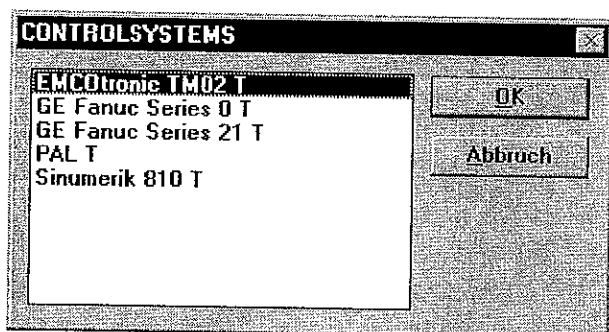 CONTROLSYSTEMS
EMCOtronic TM02 T
GE Fanuc Series 0 T
GE Fanuc Series 21 T
PAL T
Sinumerik 810 T
OK
Abbruch